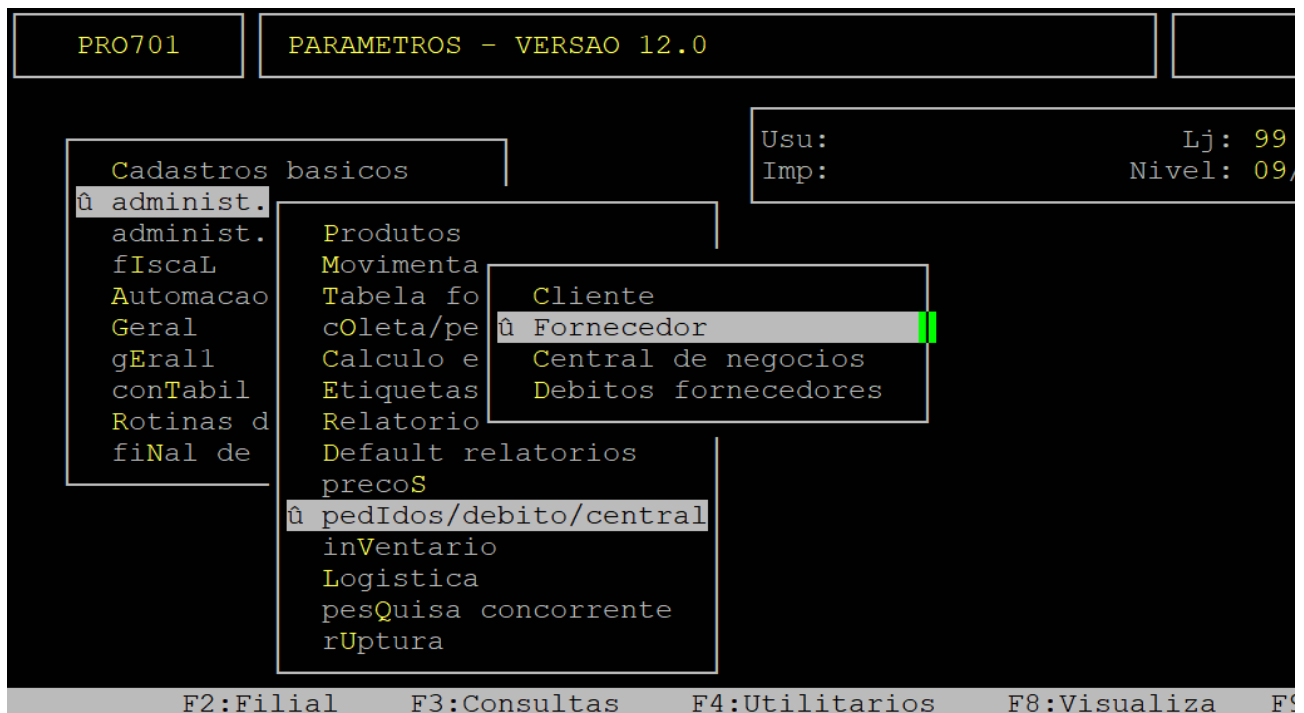 PRO701
PARAMETROS - VERSAO 12.0
Usu:
Lj: 99
Imp:
Nivel: 09/
Cadastros basicos
û administ.
administ.
fIscaL
Automacao
Geral
gEral1
conTabil
Rotinas d
fiNal de
Produtos
Movimenta
Tabela fo
cOleta/pe
Calculo e
Etiquetas
Relatorio
Default relatorios
precoS
û pedIdos/debito/central
inVentario
Logistica
pesQuisa concorrente
rUptura
Cliente
û Fornecedor
Central de negocios
Debitos fornecedores
F2:Filial F3:Consultas F4:Utilitarios F8:Visualiza F9